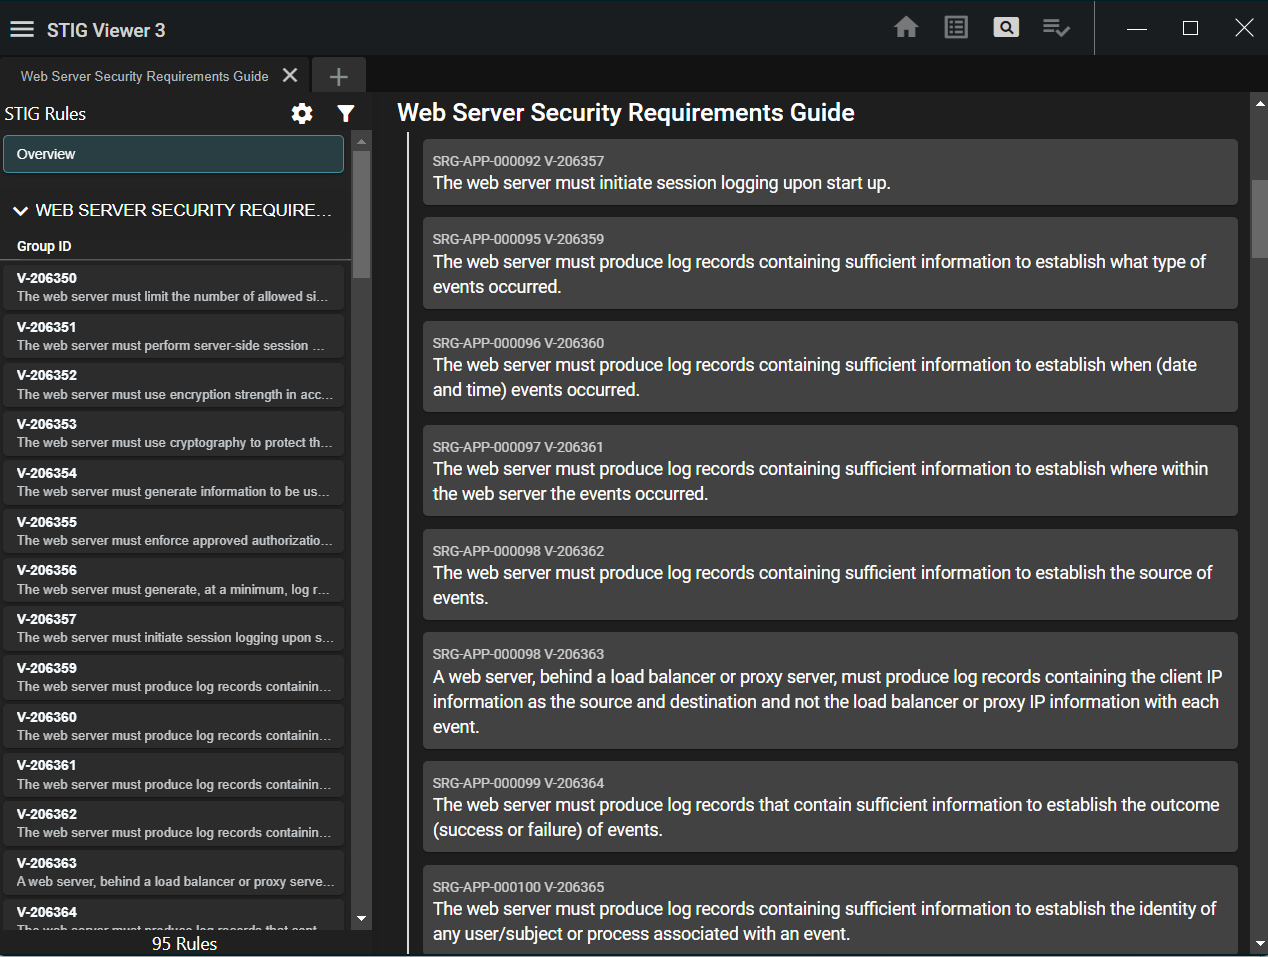 STIG Viewer 3
Web Server Security Requirements Guide
STIG Rules
Overview
WEB SERVER SECURITY REQUIRE...
Group ID
V-206350
The web server must limit the number of allowed si...
V-206351
The web server must perform server-side session ...
V-206352
The web server must use encryption strength in acc...
V-206353
The web server must use cryptography to protect th...
V-206354
The web server must generate information to be us...
V-206355
The web server must enforce approved authorizatio...
V-206356
The web server must generate, at a minimum, log r...
V-206357
The web server must initiate session logging upon s...
V-206359
The web server must produce log records containin...
V-206360
The web server must produce log records containin...
V-206361
The web server must produce log records containin...
V-206362
The web server must produce log records containin...
V-206363
A web server, behind a load balancer or proxy serve...
V-206364
The web server must produce log records that cont...
95 Rules
Web Server Security Requirements Guide
SRG-APP-000092 V-206357
The web server must initiate session logging upon start up.
SRG-APP-000095 V-206359
The web server must produce log records containing sufficient information to establish what type of
events occurred.
SRG-APP-000096 V-206360
The web server must produce log records containing sufficient information to establish when (date
and time) events occurred.
SRG-APP-000097 V-206361
The web server must produce log records containing sufficient information to establish where within
the web server the events occurred.
SRG-APP-000098 V-206362
The web server must produce log records containing sufficient information to establish the source of
events.
SRG-APP-000098 V-206363
A web server, behind a load balancer or proxy server, must produce log records containing the client IP
information as the source and destination and not the load balancer or proxy IP information with each
event.
SRG-APP-000099 V-206364
The web server must produce log records that contain sufficient information to establish the outcome
(success or failure) of events.
SRG-APP-000100 V-206365
The web server must produce log records containing sufficient information to establish the identity of
any user/subject or process associated with an event.